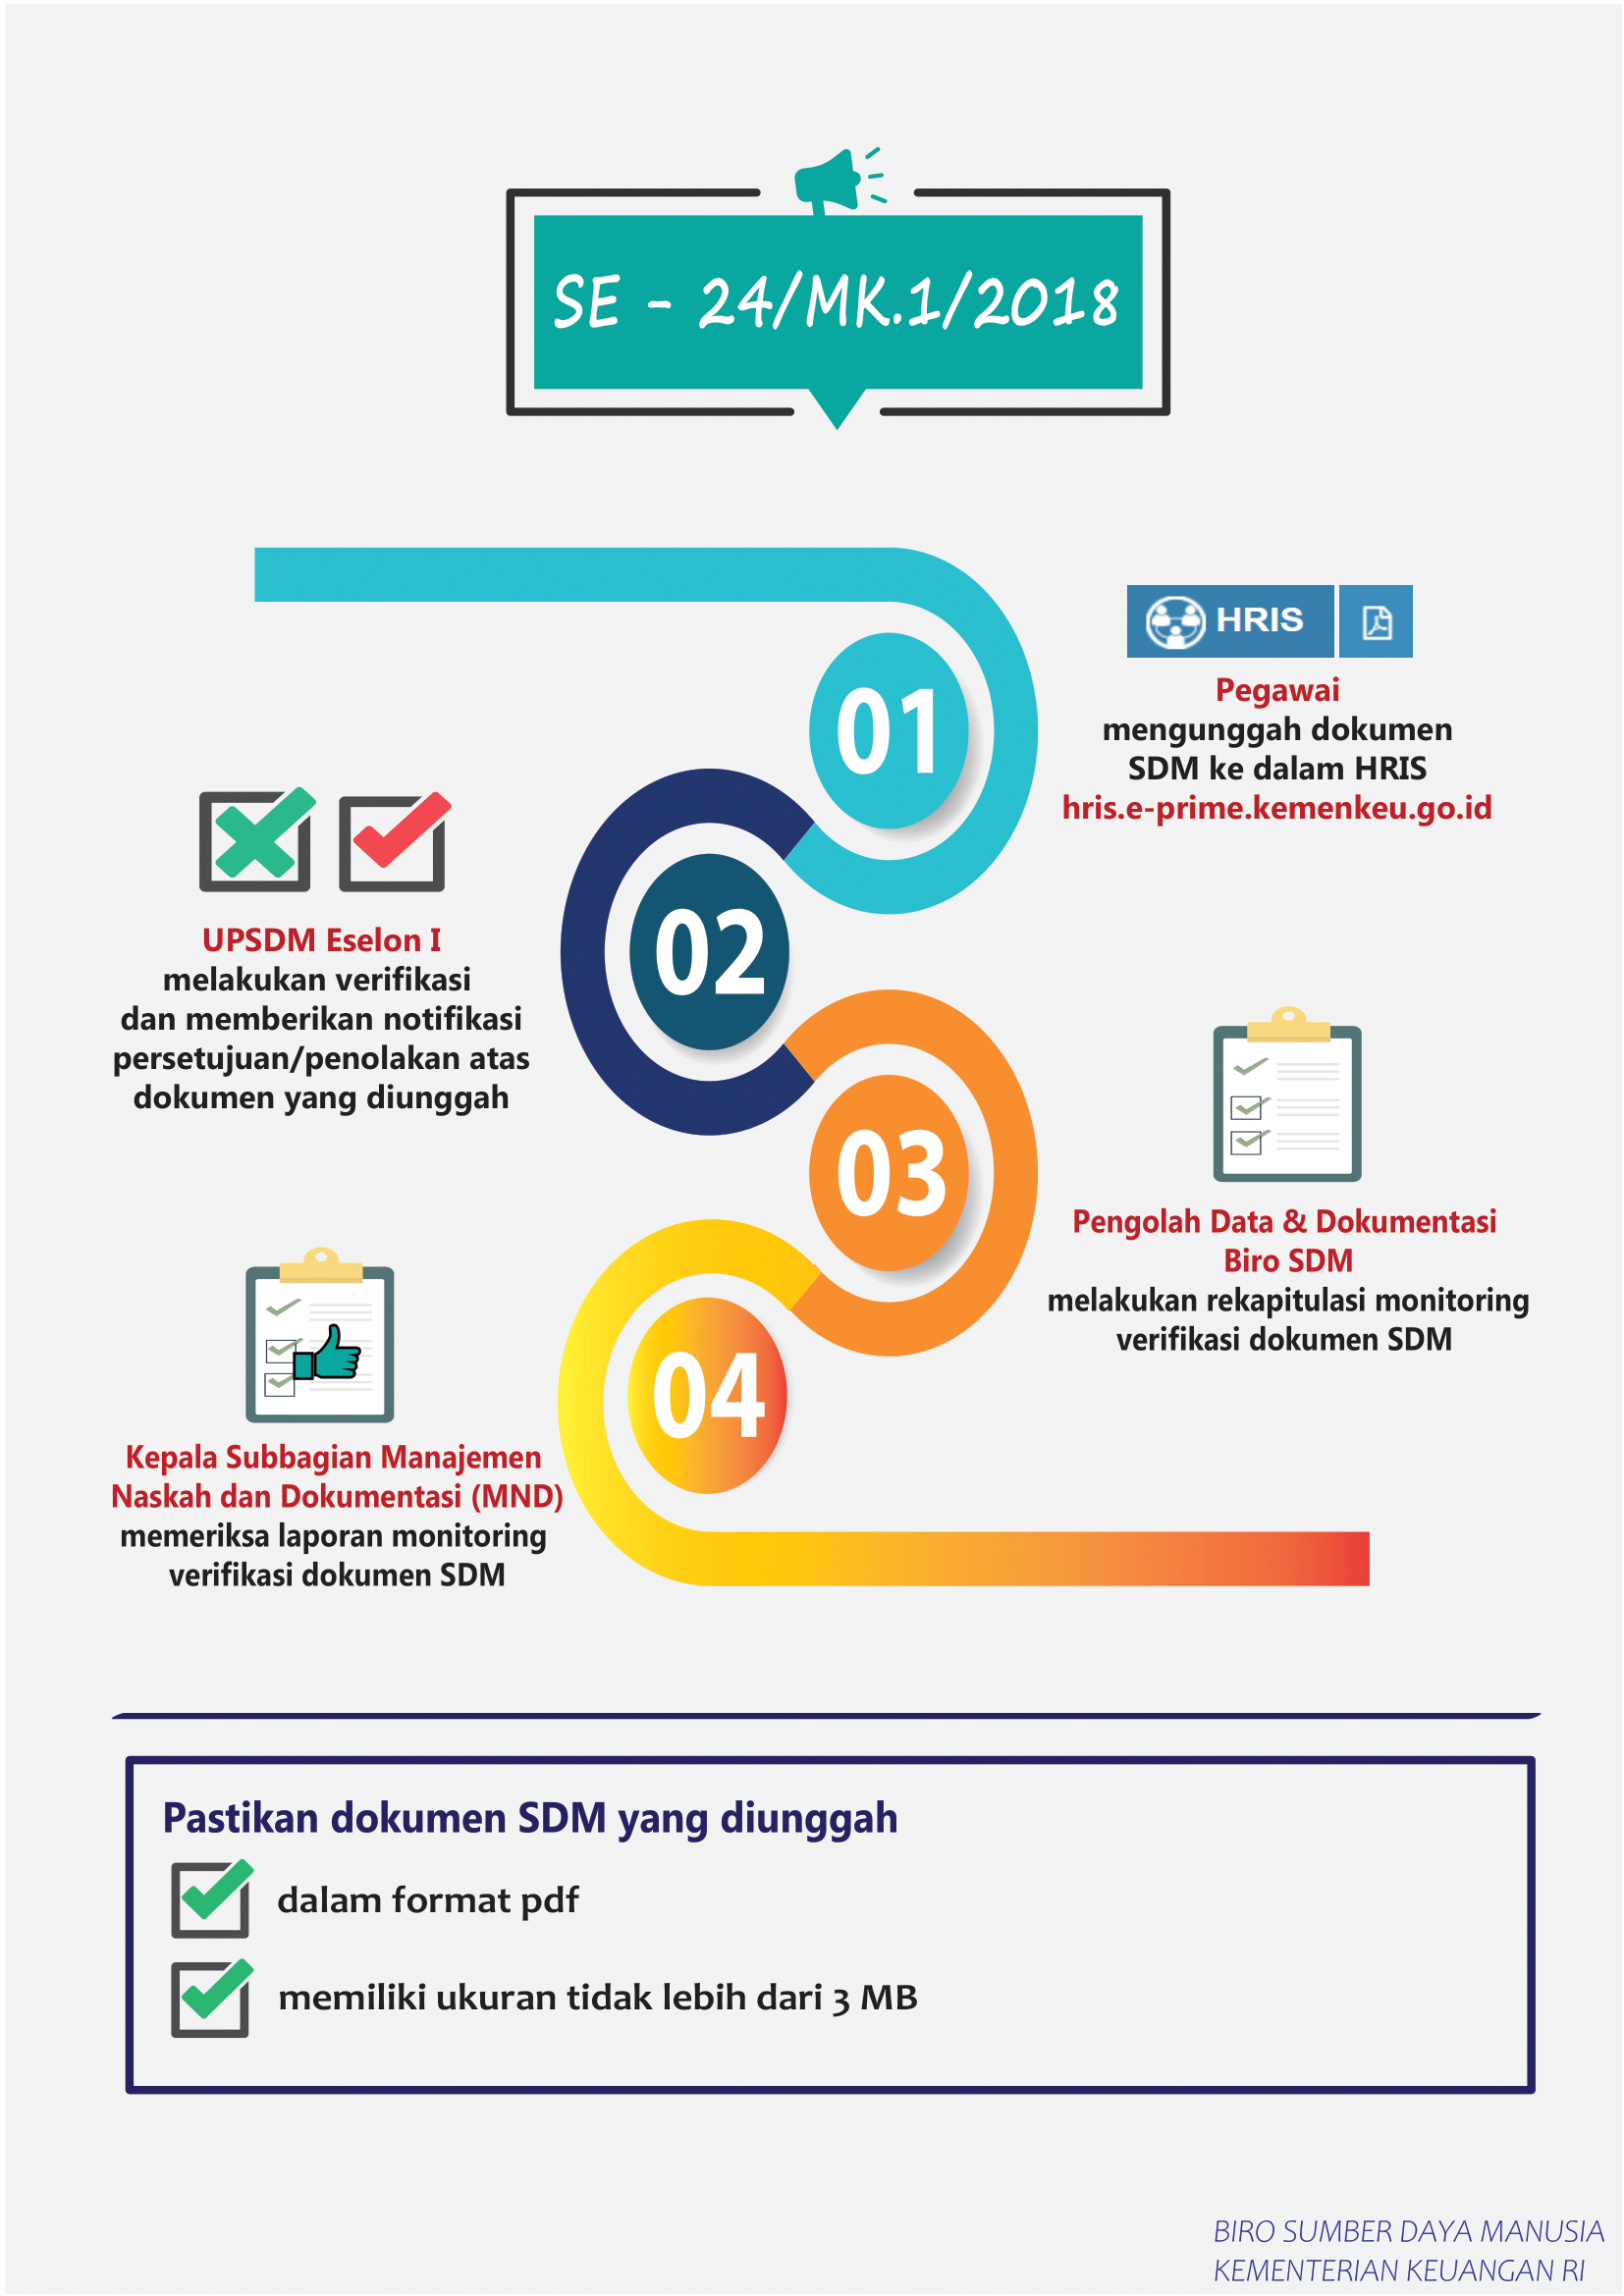 SE - 24/MK.1/2018
01
HRIS
Pegawai
mengunggah dokumen
SDM ke dalam HRIS
hris.e-prime.kemenkeu.go.id
02
UPSDM Eselon I
melakukan verifikasi
dan memberikan notifikasi
persetujuan/penolakan atas
dokumen yang diunggah
03
Pengolah Data & Dokumentasi
Biro SDM
melakukan rekapitulasi monitoring
verifikasi dokumen SDM
04
Kepala Subbagian Manajemen
Naskah dan Dokumentasi (MND)
memeriksa laporan monitoring
verifikasi dokumen SDM
Pastikan dokumen SDM yang diunggah
dalam format pdf
memiliki ukuran tidak lebih dari 3 MB
BIRO SUMBER DAYA MANUSIA
KEMENTERIAN KEUANGAN RI